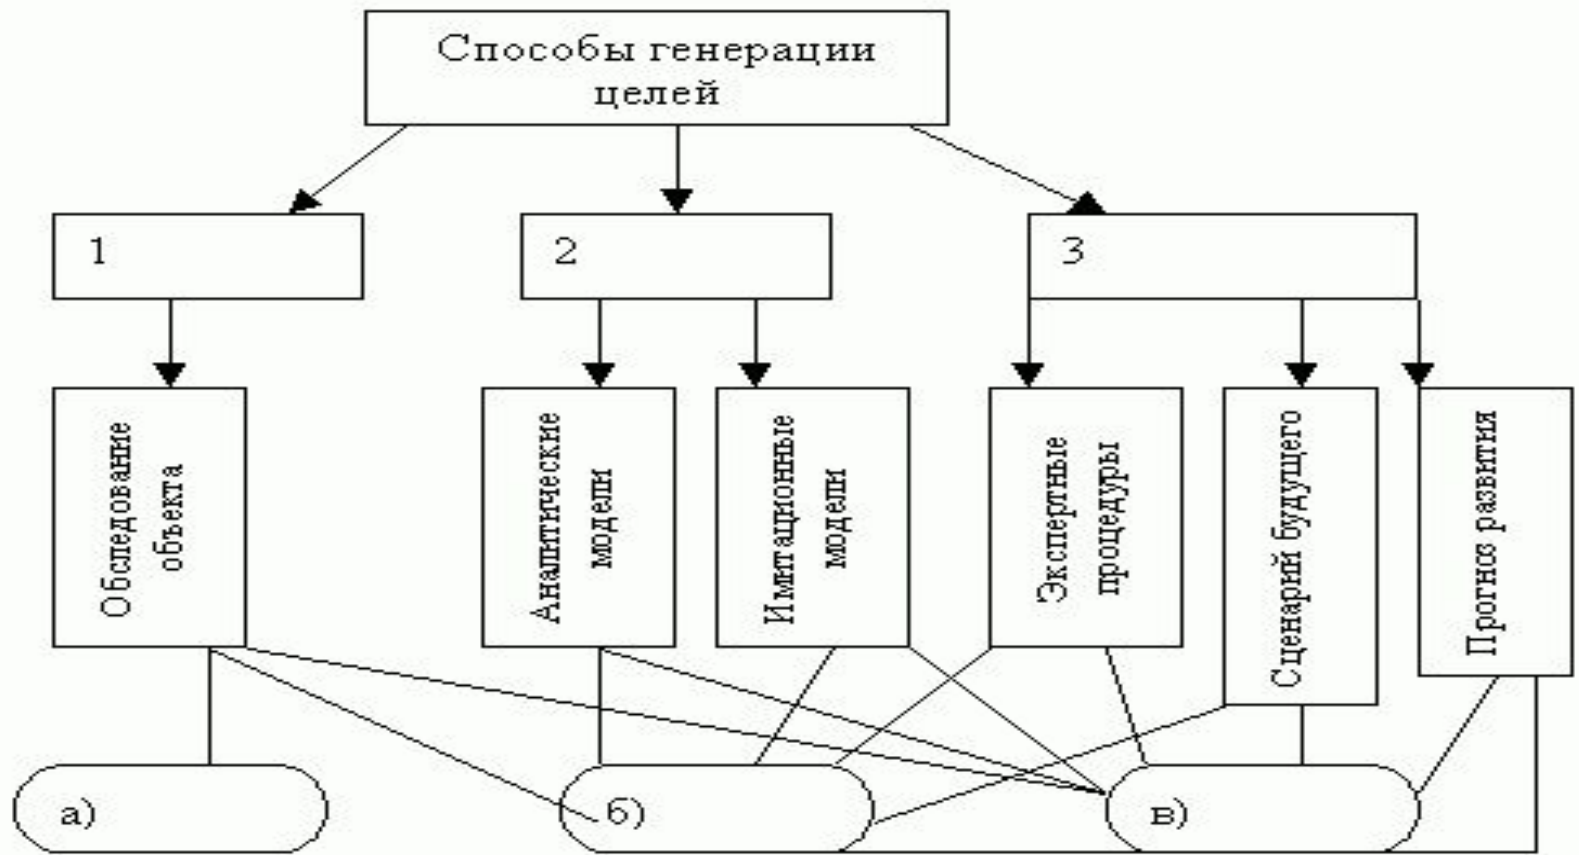 Способы генерации
целей
1
2
3
Обследование
объекта
Аналитические
модели
Имитационные
модели
Экспертные
процедуры
Сценарий будущего
Прогноз развития
а)
б)
в)